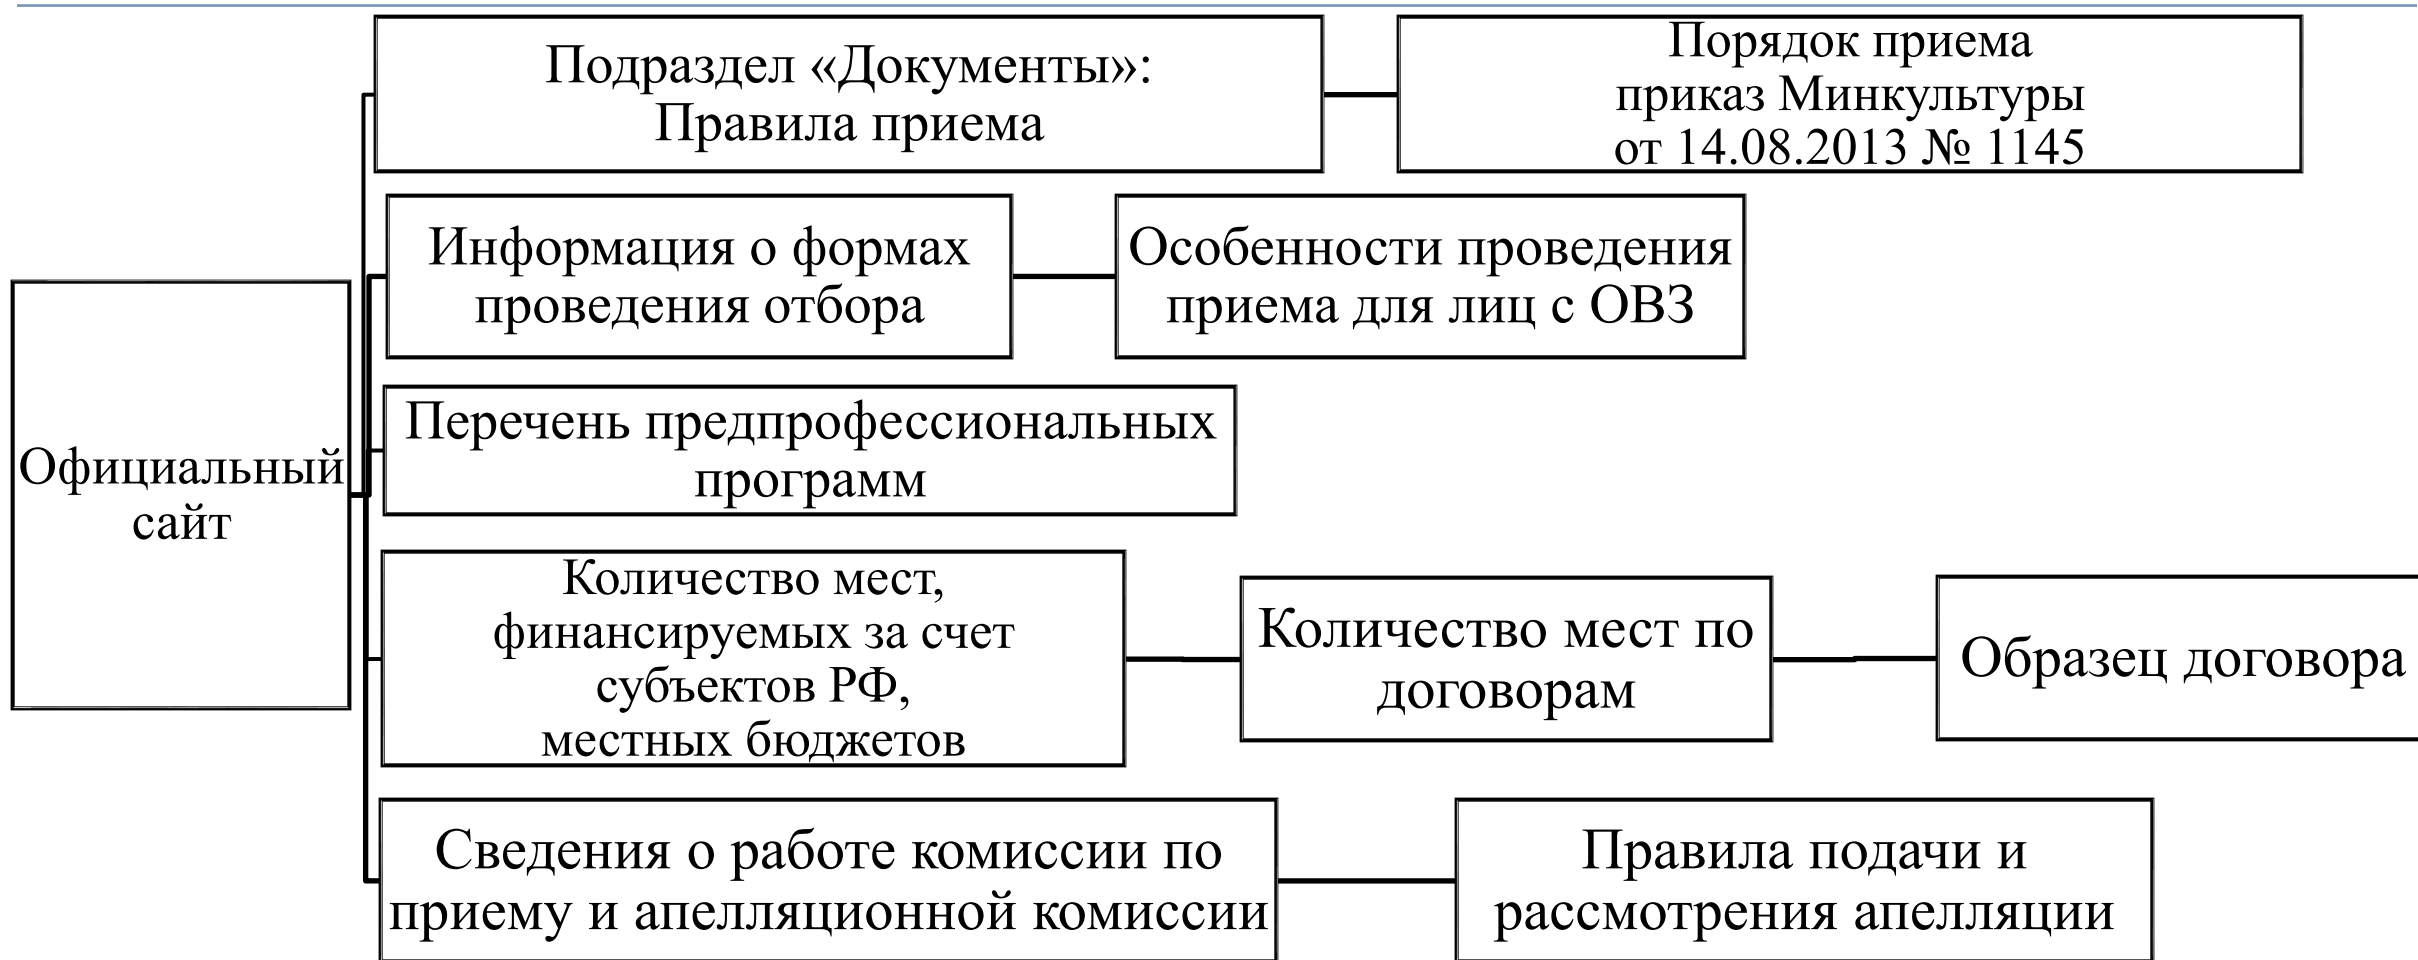 Подраздел «Документы»:
Правила приема
Порядок приема
приказ Минкультуры
от 14.08.2013 № 1145
Информация о формах
проведения отбора
Особенности проведения
приема для лиц с ОВЗ
Официальный
сайт
Перечень предпрофессиональных
программ
Количество мест,
финансируемых за счет
субъектов РФ,
местных бюджетов
Количество мест по
договорам
Образец договора
Сведения о работе комиссии по
приему и апелляционной комиссии
Правила подачи и
рассмотрения апелляции